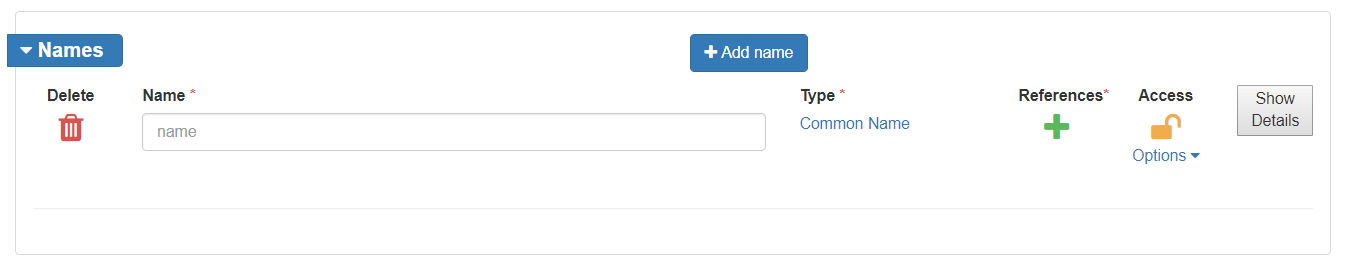 Names
Add name
Delete Name * Type * References* Access Show Details
name Common Name
Options